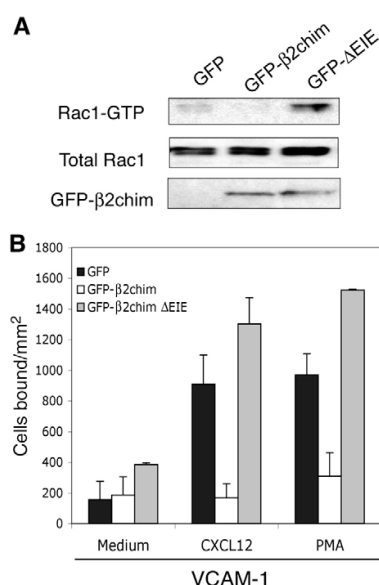 A
GFP
GFP-β2chim
GFP-ΔEIE
Rac1-GTP
Total Rac1
GFP-β2chim
B
1800
1600
1400
1200
1000
800
600
400
200
0
Cells bound/mm²
GFP
GFP-β2chim
GFP-β2chim ΔEIE
Medium
CXCL12
PMA
VCAM-1